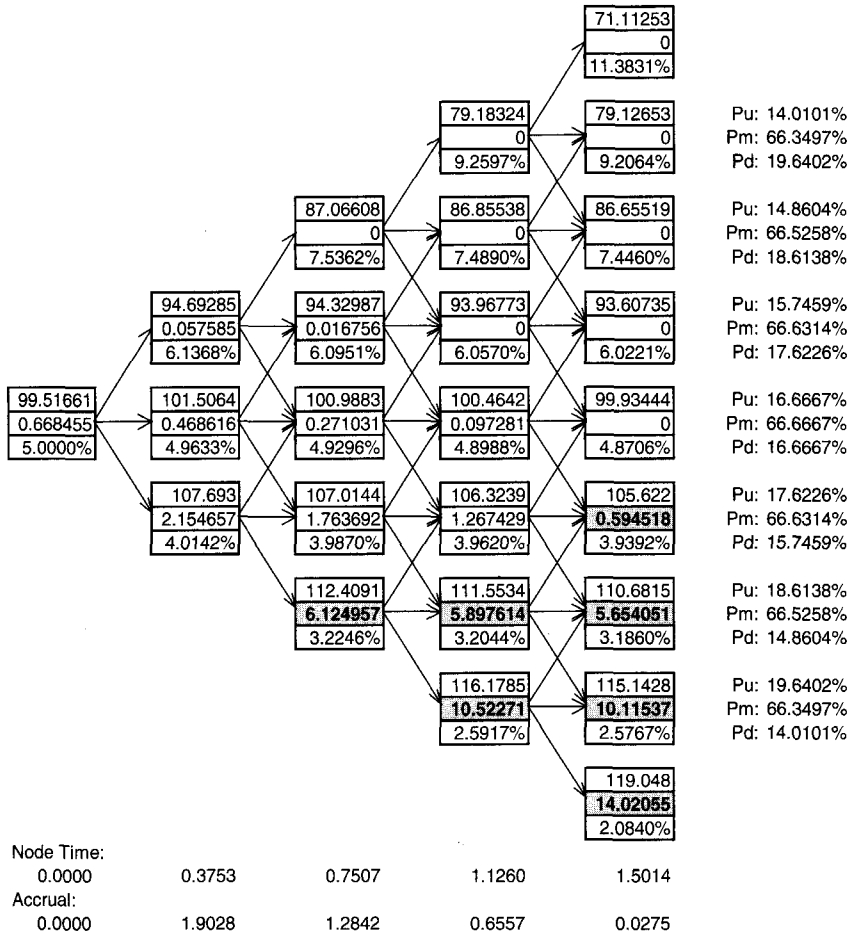 71.11253
0
11.3831%
79.18324 79.12653 Pu: 14.0101%
0 0 Pm: 66.3497%
9.2597% 9.2064% Pd: 19.6402%
87.06608 86.85538 86.65519 Pu: 14.8604%
0 0 0 Pm: 66.5258%
7.5362% 7.4890% 7.4460% Pd: 18.6138%
94.69285 94.32987 93.96773 93.60735 Pu: 15.7459%
0.057585 0.016756 0 0 Pm: 66.6314%
6.1368% 6.0951% 6.0570% 6.0221% Pd: 17.6226%
99.51661 101.5064 100.9883 100.4642 99.93444 Pu: 16.6667%
0.668455 0.468616 0.271031 0.097281 0 Pm: 66.6667%
5.0000% 4.9633% 4.9296% 4.8988% 4.8706% Pd: 16.6667%
107.693 107.0144 106.3239 105.622 Pu: 17.6226%
2.154657 1.763692 1.267429 0.594518 Pm: 66.6314%
4.0142% 3.9870% 3.9620% 3.9392% Pd: 15.7459%
112.4091 111.5534 110.6815 Pu: 18.6138%
6.124957 5.897614 5.654051 Pm: 66.5258%
3.2246% 3.2044% 3.1860% Pd: 14.8604%
116.1785 115.1428 Pu: 19.6402%
10.52271 10.11537 Pm: 66.3497%
2.5917% 2.5767% Pd: 14.0101%
119.048
14.02055
2.0840%
Node Time:
0.0000 0.3753 0.7507 1.1260 1.5014
Accrual:
0.0000 1.9028 1.2842 0.6557 0.0275